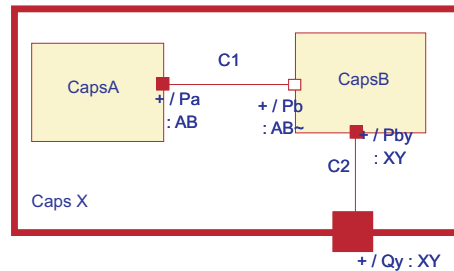 C1
CapsA
CapsB
+ / Pa
: AB
+ / Pb
: AB~
+ / Pby
: XY
C2
Caps X
+ / Qy : XY